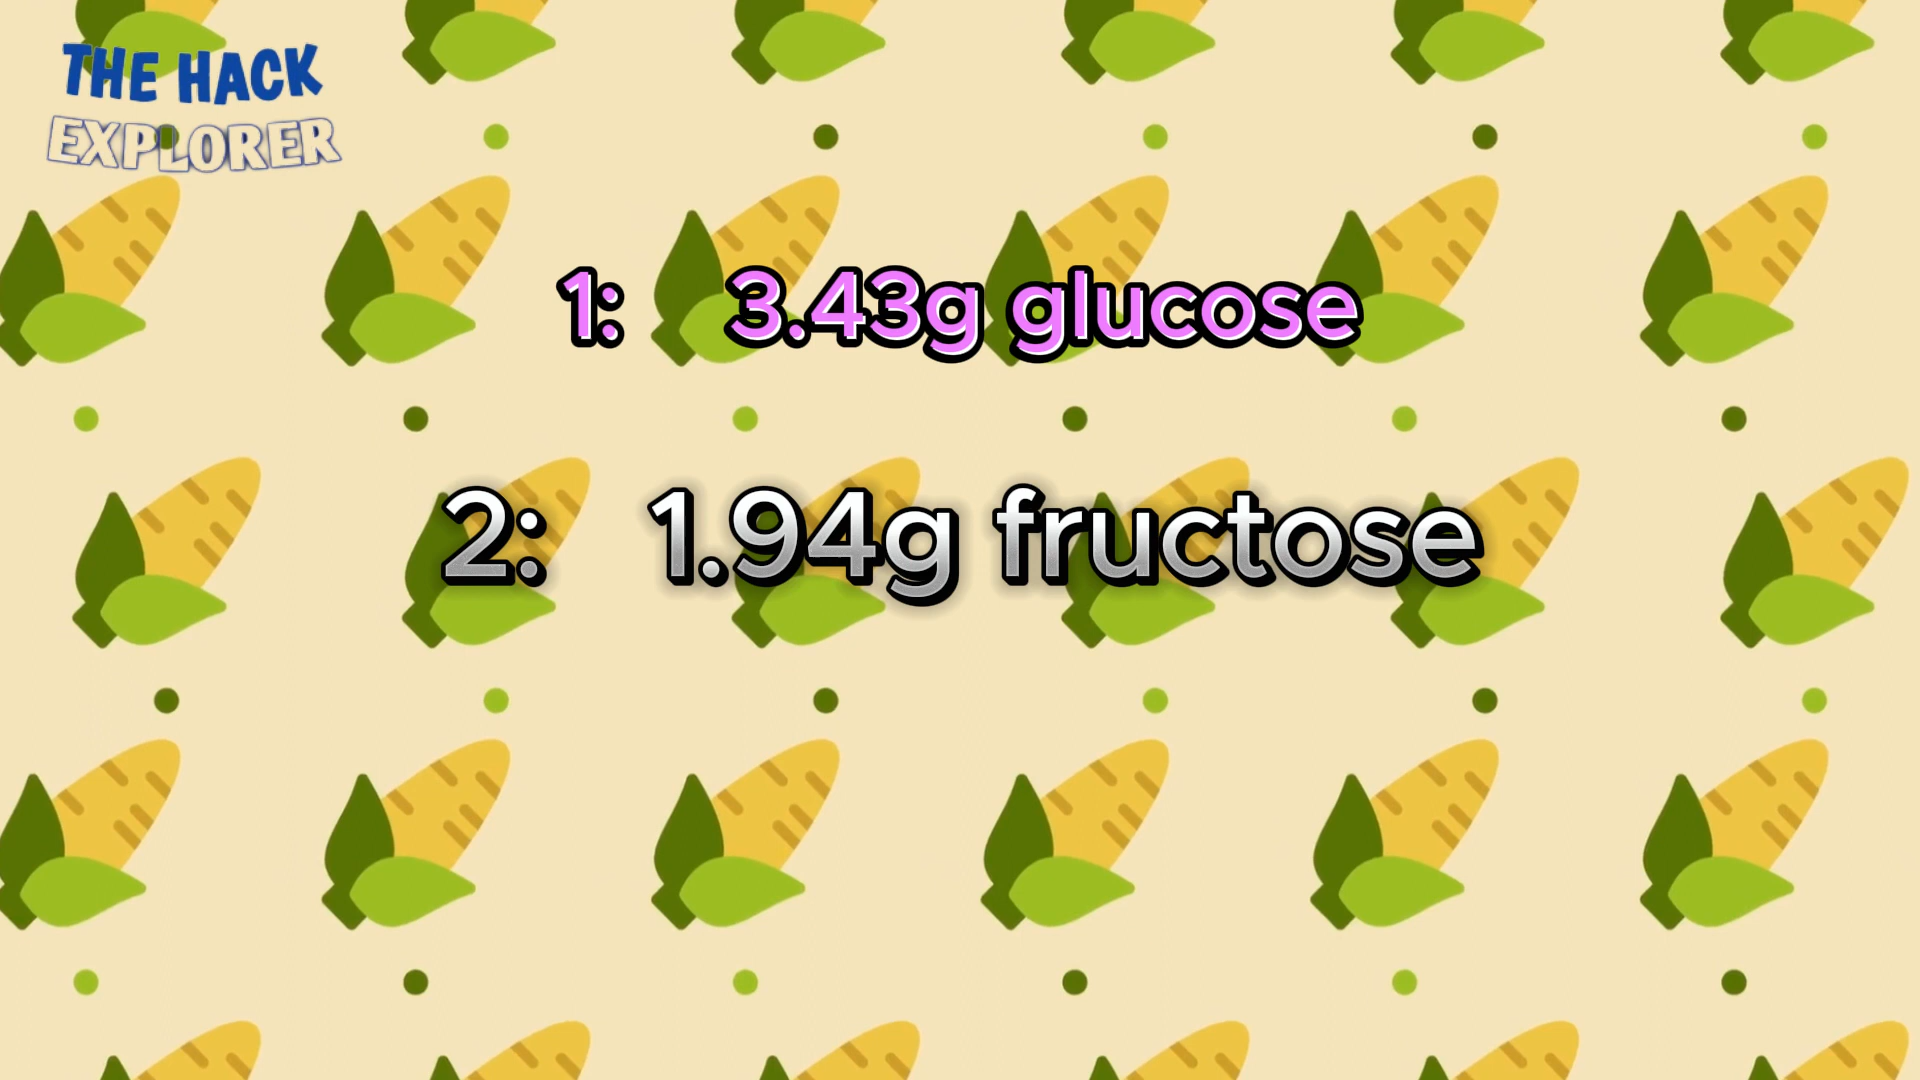 THE HACK
EXPLORER
1: 3.43g glucose
2: 1.94g fructose